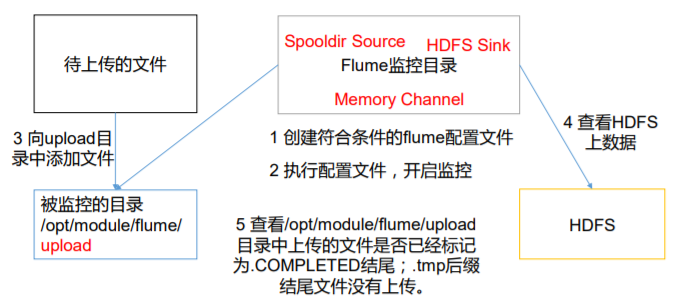 待上传的文件
Spooldir Source
HDFS Sink
Flume监控目录
Memory Channel
3 向upload目
录中添加文件
1 创建符合条件的flume配置文件
2 执行配置文件，开启监控
4 查看HDFS
上数据
被监控的目录
/opt/module/flume/
upload
5 查看/opt/module/flume/upload
目录中上传的文件是否已经标记
为.COMPLETED结尾；.tmp后缀
结尾文件没有上传。
HDFS